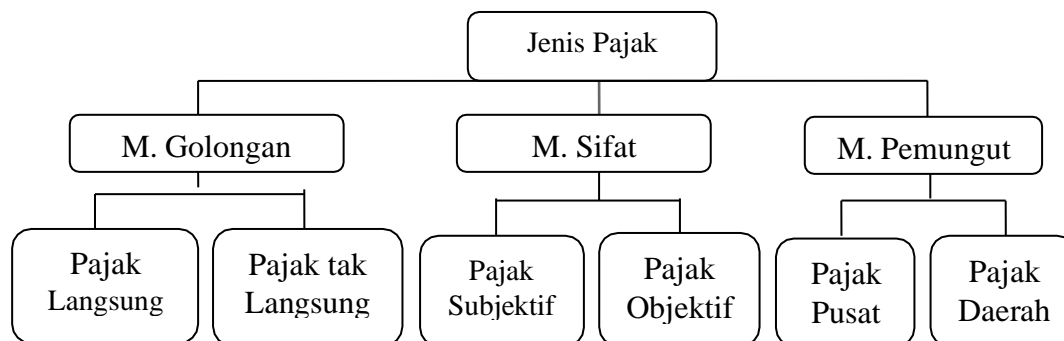 Jenis Pajak
M. Golongan
M. Sifat
M. Pemungut
Pajak
Langsung
Pajak tak
Langsung
Pajak
Subjektif
Pajak
Objektif
Pajak
Pusat
Pajak
Daerah